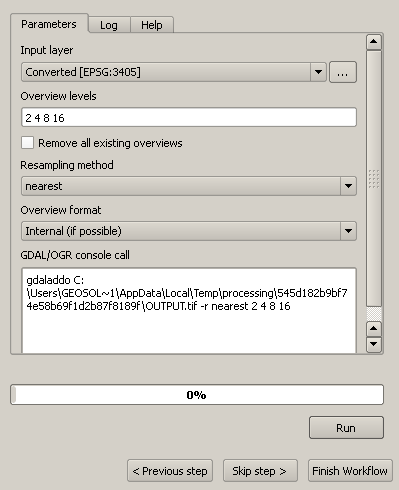 Parameters
Log
Help
Input layer
Converted [EPSG:3405]
...
Overview levels
2 4 8 16
Remove all existing overviews
Resampling method
nearest
Overview format
Internal (if possible)
GDAL/OGR console call
gdaladdo C:
\Users\GEOSOL~1\AppData\Local\Temp\processing\545d182b9bf7
4e58b69f1d2b87f8189f\OUTPUT.tif -r nearest 2 4 8 16
0%
Run
< Previous step
Skip step >
Finish Workflow